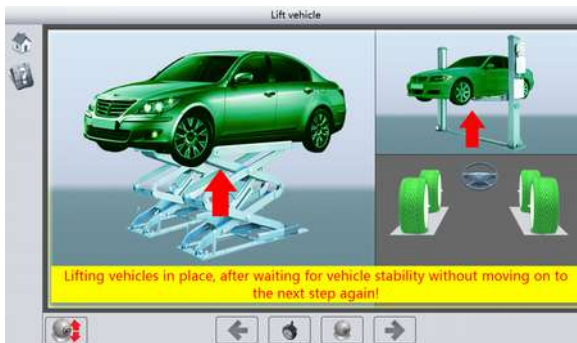 Lift vehicle
Lifting vehicles in place, after waiting for vehicle stability without moving on to
the next step again!